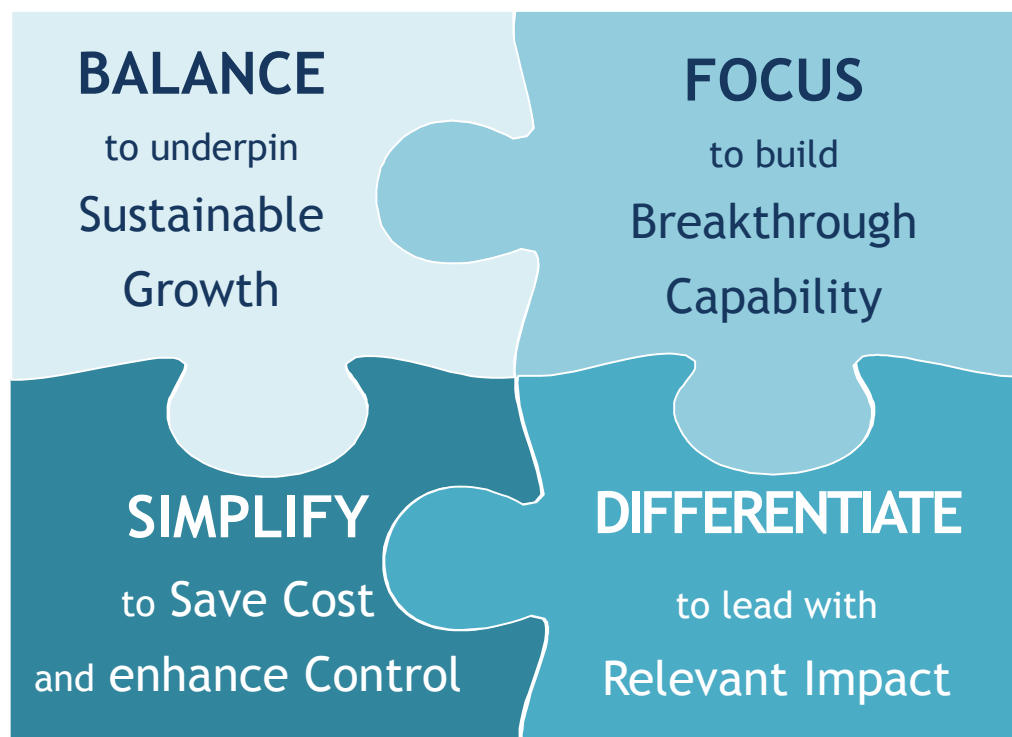 BALANCE
to underpin
Sustainable
Growth
FOCUS
to build
Breakthrough
Capability
SIMPLIFY
to Save Cost
and enhance Control
DIFFERENTIATE
to lead with
Relevant Impact